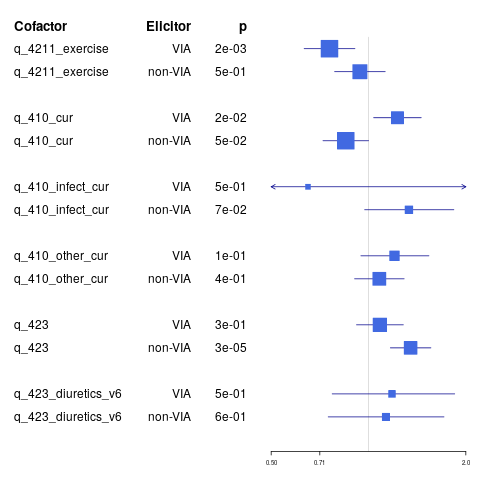 Cofactor Elicitor p
q_4211_exercise VIA 2e-03
q_4211_exercise non-VIA 5e-01
q_410_cur VIA 2e-02
q_410_cur non-VIA 5e-02
q_410_infect_cur VIA 5e-01
q_410_infect_cur non-VIA 7e-02
q_410_other_cur VIA 1e-01
q_410_other_cur non-VIA 4e-01
q_423 VIA 3e-01
q_423 non-VIA 3e-05
q_423_diuretics_v6 VIA 5e-01
q_423_diuretics_v6 non-VIA 6e-01
0.50 0.71 2.0